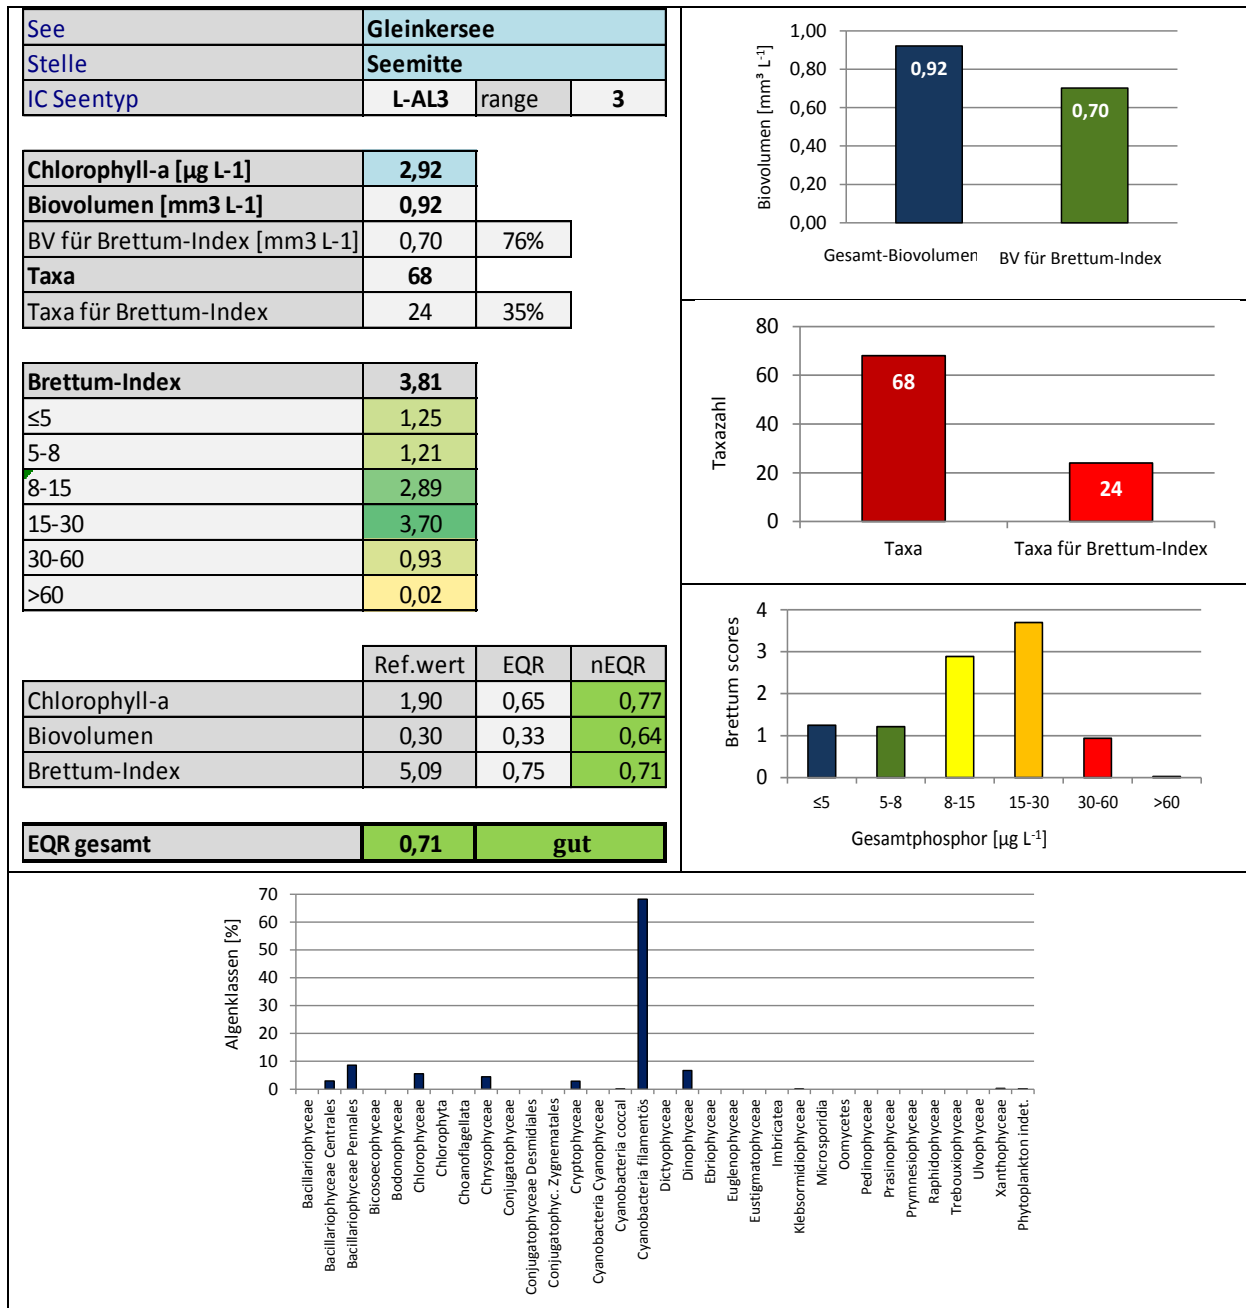 See Gleinkersee
Stelle Seemitte
IC Seentyp L-AL3 range 3
Chlorophyll-a [µg L-1] 2,92
Biovolumen [mm3 L-1] 0,92
BV für Brettum-Index [mm3 L-1] 0,70 76%
Taxa 68
Taxa für Brettum-Index 24 35%
Brettum-Index 3,81
≤5 1,25
5-8 1,21
8-15 2,89
15-30 3,70
30-60 0,93
>60 0,02
Ref.wert EQR nEQR
Chlorophyll-a 1,90 0,65 0,77
Biovolumen 0,30 0,33 0,64
Brettum-Index 5,09 0,75 0,71
EQR gesamt 0,71 gut
Biovolumen [mm³ L-1]
1,00
0,80
0,60
0,40
0,20
0,00
0,92
0,70
Gesamt-Biovolumen BV für Brettum-Index
Taxazahl
80
60
40
20
0
68
24
Taxa Taxa für Brettum-Index
Brettum scores
4
3
2
1
0
≤5 5-8 8-15 15-30 30-60 >60
Gesamtphosphor [µg L-1]
Algenklassen [%]
70
60
50
40
30
20
10
0
Bacillariophyceae
Bacillariophyceae Centrales
Bacillariophyceae Pennales
Bicosoecophyceae
Bodonophyceae
Chlorophyceae
Chlorophyta
Choanoflagellata
Chrysophyceae
Conjugatophyceae
Conjugatophyceae Desmidiales
Conjugatophyc. Zygnematales
Cryptophyceae
Cyanobacteria Cyanophyceae
Cyanobacteria coccal
Cyanobacteria filamentös
Dictyophyceae
Dinophyceae
Ebriophyceae
Euglenophyceae
Eustigmatophyceae
Imbricatea
Klebsormidiophyceae
Microsporidia
Oomycetes
Pedinophyceae
Prasinophyceae
Prymnesiophyceae
Raphidophyceae
Trebouxiophyceae
Ulvophyceae
Xanthophyceae
Phytoplankton indet.